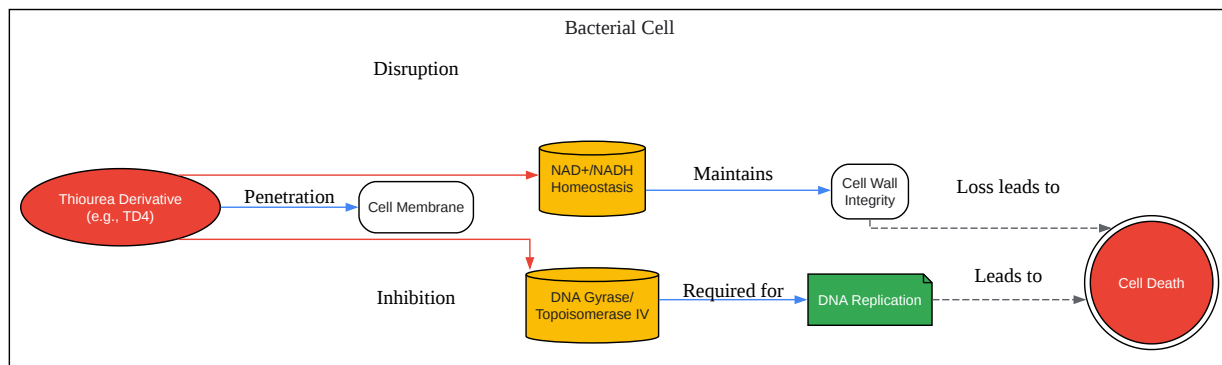 Bacterial Cell
Disruption
NAD+/NADH
Homeostasis
Maintains
Cell Wall
Integrity
Loss leads to
Thiourea Derivative
(e.g., TD4)
Penetration
Cell Membrane
Inhibition
DNA Gyrase/
Topoisomerase IV
Required for
DNA Replication
Leads to
Cell Death